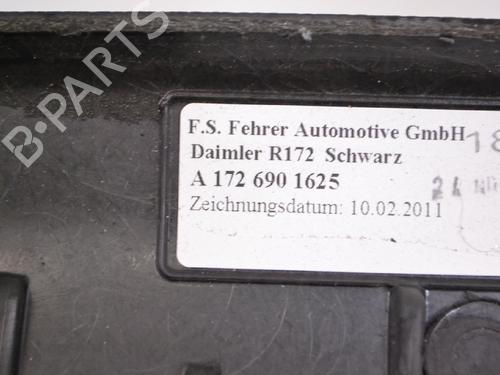 B-PARTS
F.S. Fehrer Automotive GmbH
Daimler R172 Schwarz
A 172 690 1625
Zeichnungsdatum: 10.02.2011